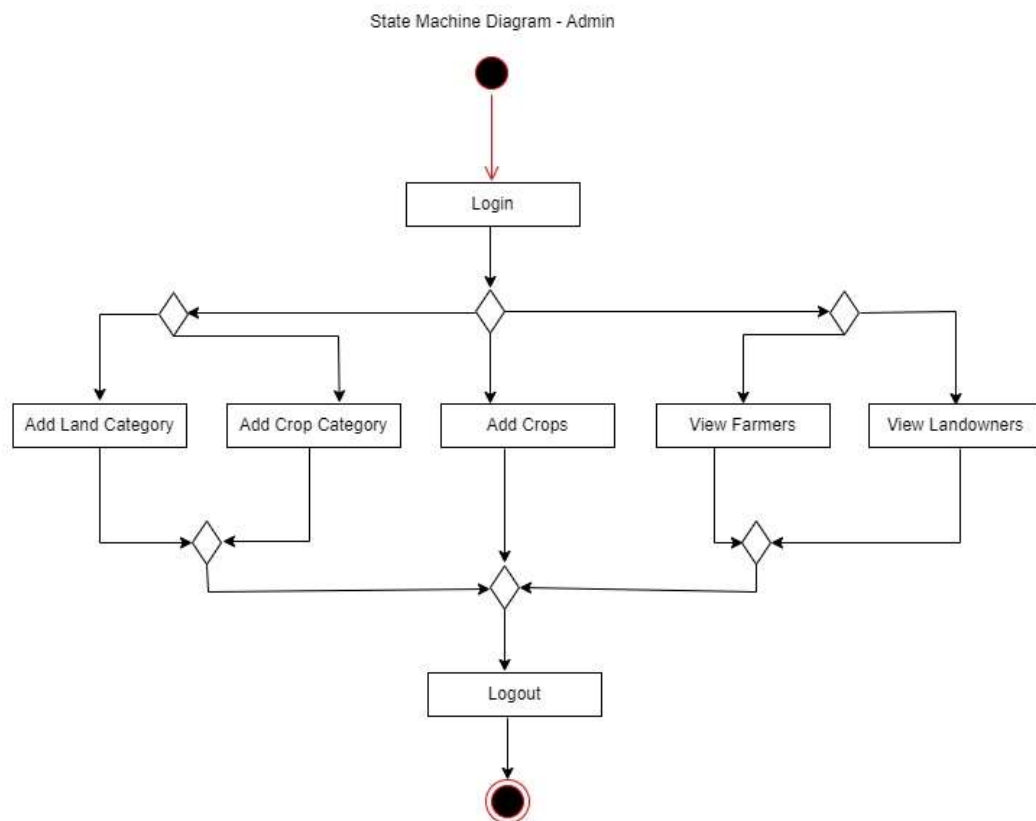 State Machine Diagram - Admin
Login
Add Land Category
Add Crop Category
Add Crops
View Farmers
View Landowners
Logout